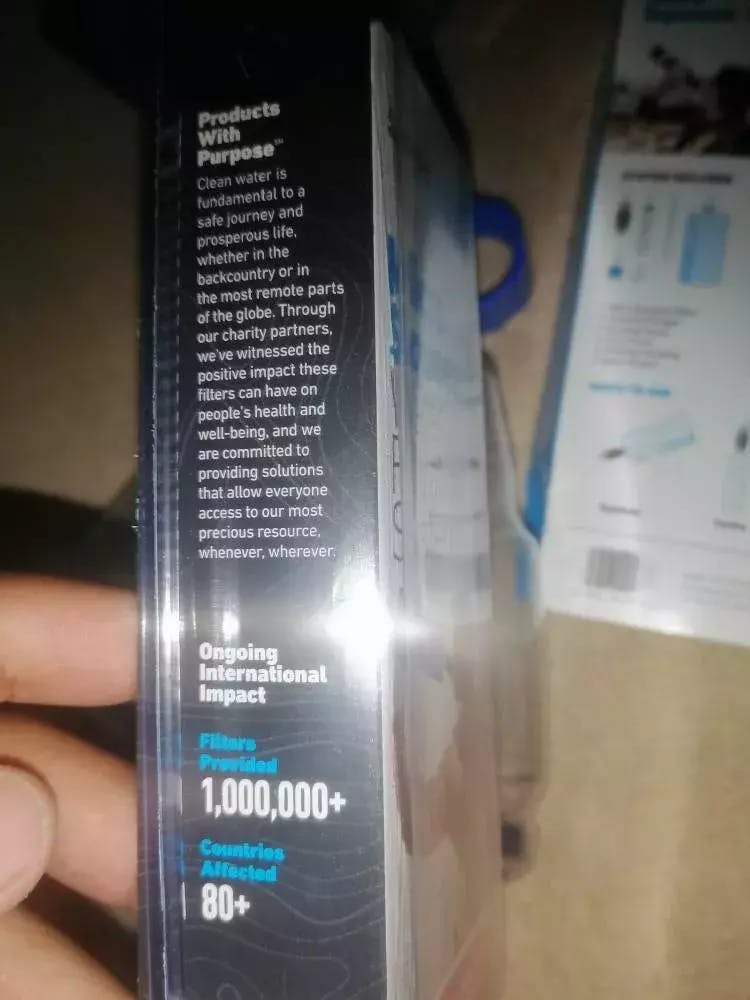 Products
With
Purpose℠
Clean water is
fundamental to a
safe journey and
prosperous life,
whether in the
backcountry or in
the most remote parts
of the globe. Through
our charity partners,
we've witnessed the
positive impact these
filters can have on
people's health and
well-being, and we
are committed to
providing solutions
that allow everyone
access to our most
precious resource,
whenever, wherever.
Ongoing
International
Impact
Filters
Provided
1,000,000+
Countries
Affected
80+